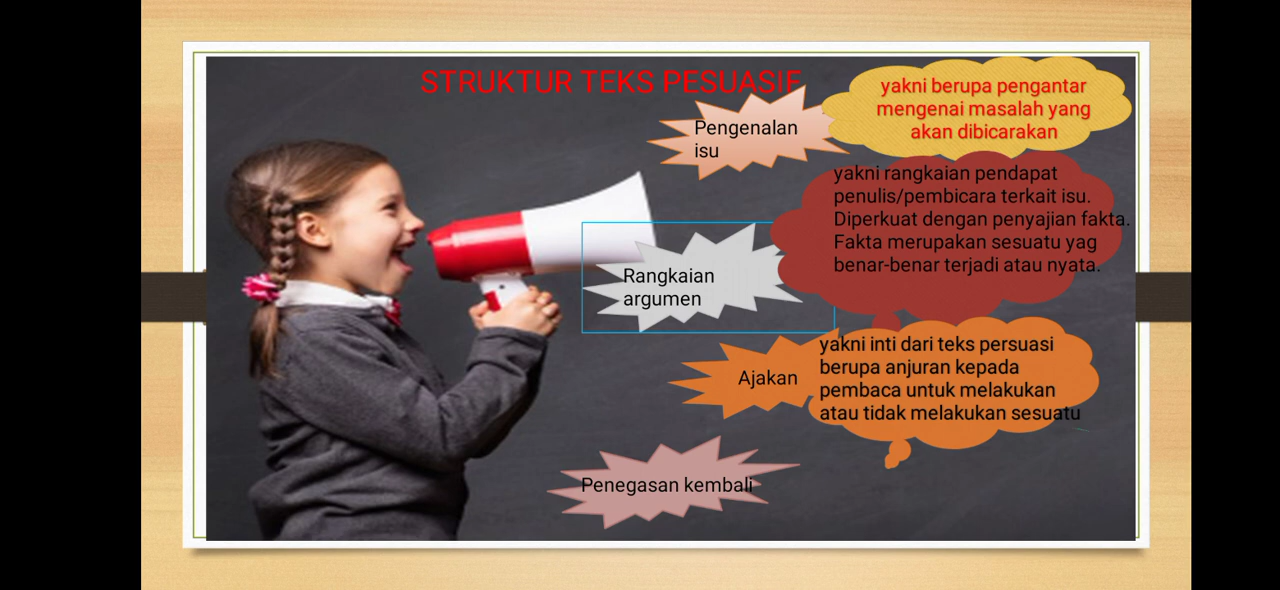 STRUKTUR TEKS PESUASIF
Pengenalan
isu
yakni berupa pengantar
mengenai masalah yang
akan dibicarakan
Rangkaian
argumen
yakni rangkaian pendapat
penulis/pembicara terkait isu.
Diperkuat dengan penyajian fakta.
Fakta merupakan sesuatu yag
benar-benar terjadi atau nyata.
Ajakan
yakni inti dari teks persuasi
berupa anjuran kepada
pembaca untuk melakukan
atau tidak melakukan sesuatu
Penegasan kembali